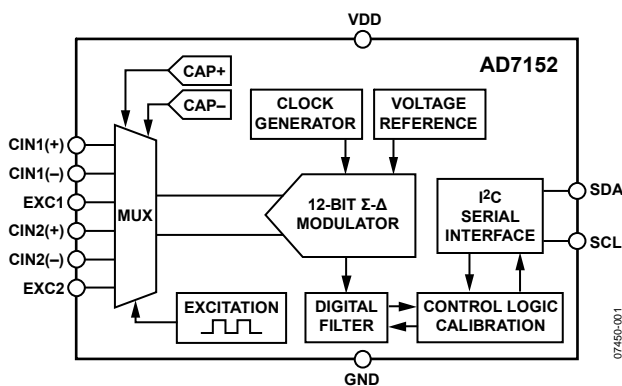 VDD
AD7152
CAP+
CAP–
CLOCK
GENERATOR
VOLTAGE
REFERENCE
CIN1(+)
CIN1(–)
EXC1
CIN2(+)
CIN2(–)
EXC2
MUX
12-BIT Σ-Δ
MODULATOR
I²C
SERIAL
INTERFACE
SDA
SCL
EXCITATION
DIGITAL
FILTER
CONTROL LOGIC
CALIBRATION
GND
07450-001